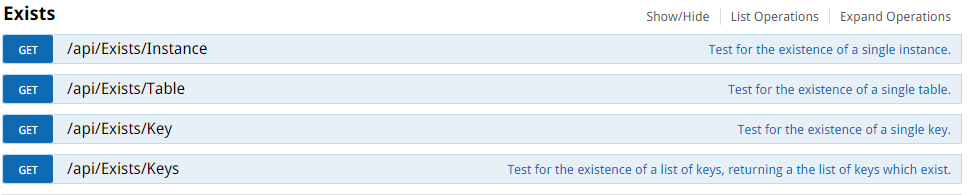 Exists Show/Hide List Operations Expand Operations
GET /api/Exists/Instance Test for the existence of a single instance.
GET /api/Exists/Table Test for the existence of a single table.
GET /api/Exists/Key Test for the existence of a single key.
GET /api/Exists/Keys Test for the existence of a list of keys, returning a the list of keys which exist.